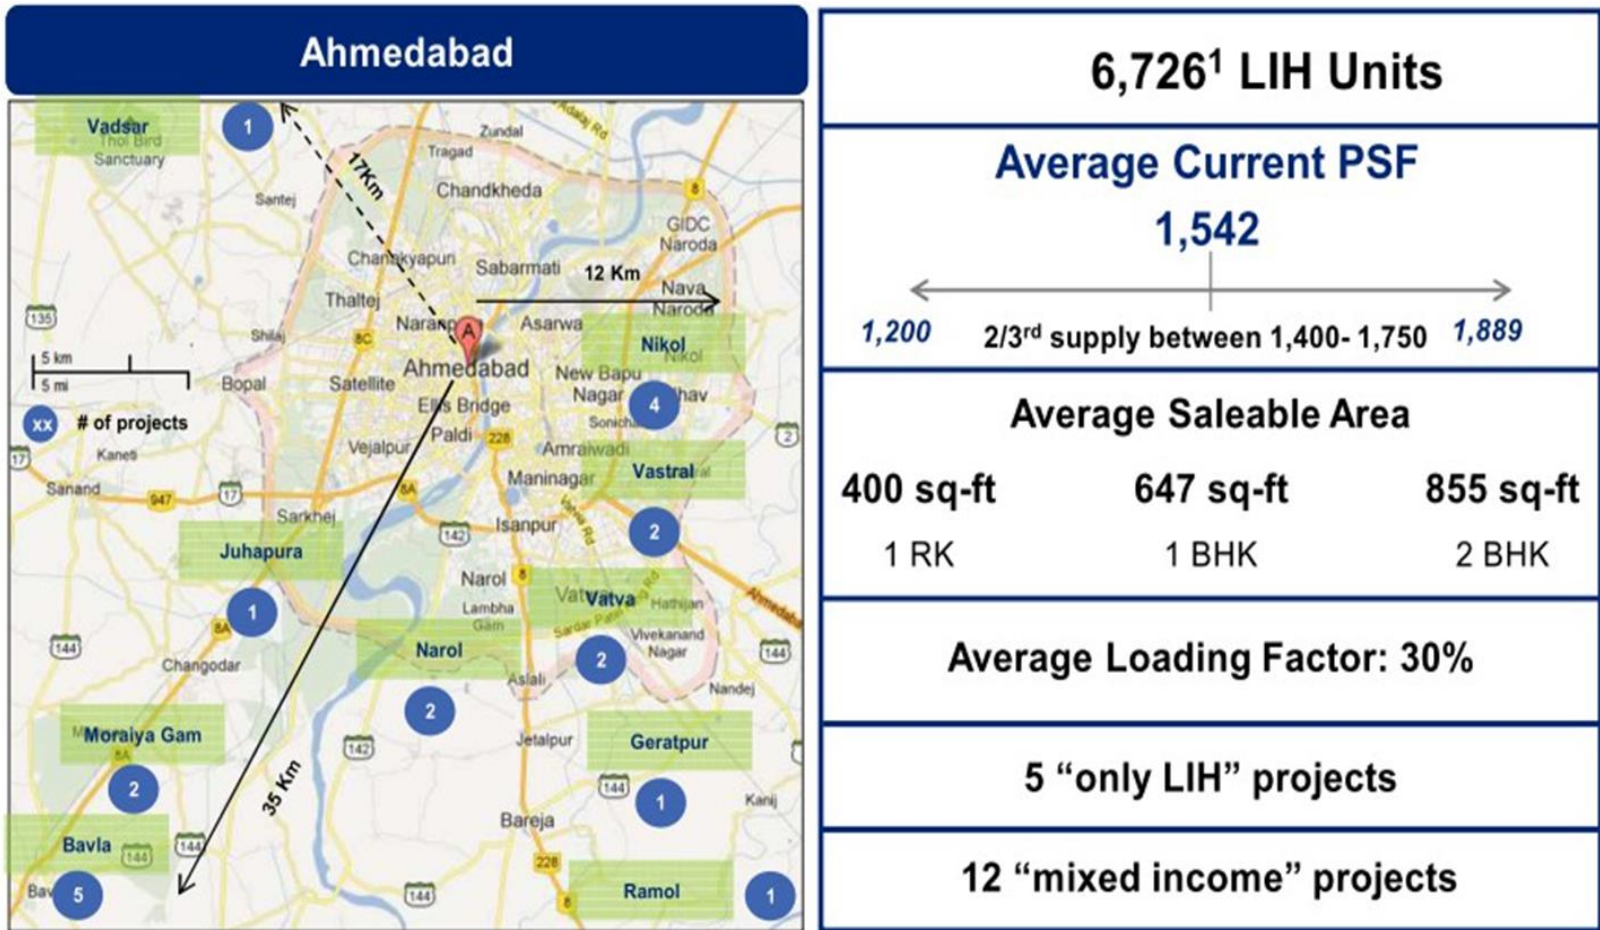 Ahmedabad
Vadsar
1
Thol Bird
Sanctuary
17Km
Zundal
Adalaj Rd
Tragad
Chandkheda
8
Santej
GIDC
Naroda
Chanakyapuri
Sabarmati
12 Km
Thaltej
Nava
Naroda
135
Asarwa
A
Shilaj
8C
Nikol
Nikol
5 km
5 mi
Ahmedabad
Bopal
Satellite
New Bapu
Nagar
4
Ellis Bridge
xx
# of projects
Paldi
228
2
17
Kaneti
Vejalpur
Amraiwadi
Vastral
Sanand
947
17
8A
Maninagar
Sarkhej
142
Isanpur
2
Juhapura
Narol
8
1
Lambha
Gam
Vatva
Hathijan
8A
144
Narol
Vivekanand
Nagar
144
Changodar
2
Aslali
Nandej
2
Moraiya Gam
8A
142
Jetalpur
Geratpur
2
35 Km
144
1
Kanij
Bareja
Bavla
144
144
228
5
144
8
Ramol
1
6,726¹ LIH Units
Average Current PSF
1,542
1,200 2/3rd supply between 1,400- 1,750 1,889
Average Saleable Area
400 sq-ft 647 sq-ft 855 sq-ft
1 RK 1 BHK 2 BHK
Average Loading Factor: 30%
5 “only LIH” projects
12 “mixed income” projects